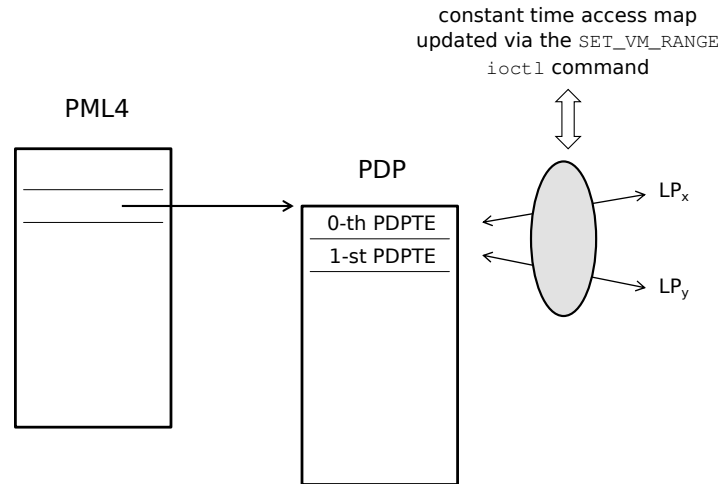 constant time access map
updated via the SET_VM_RANGE
ioctl command
PML4
PDP
0-th PDPTE
1-st PDPTE
LPx
LPy